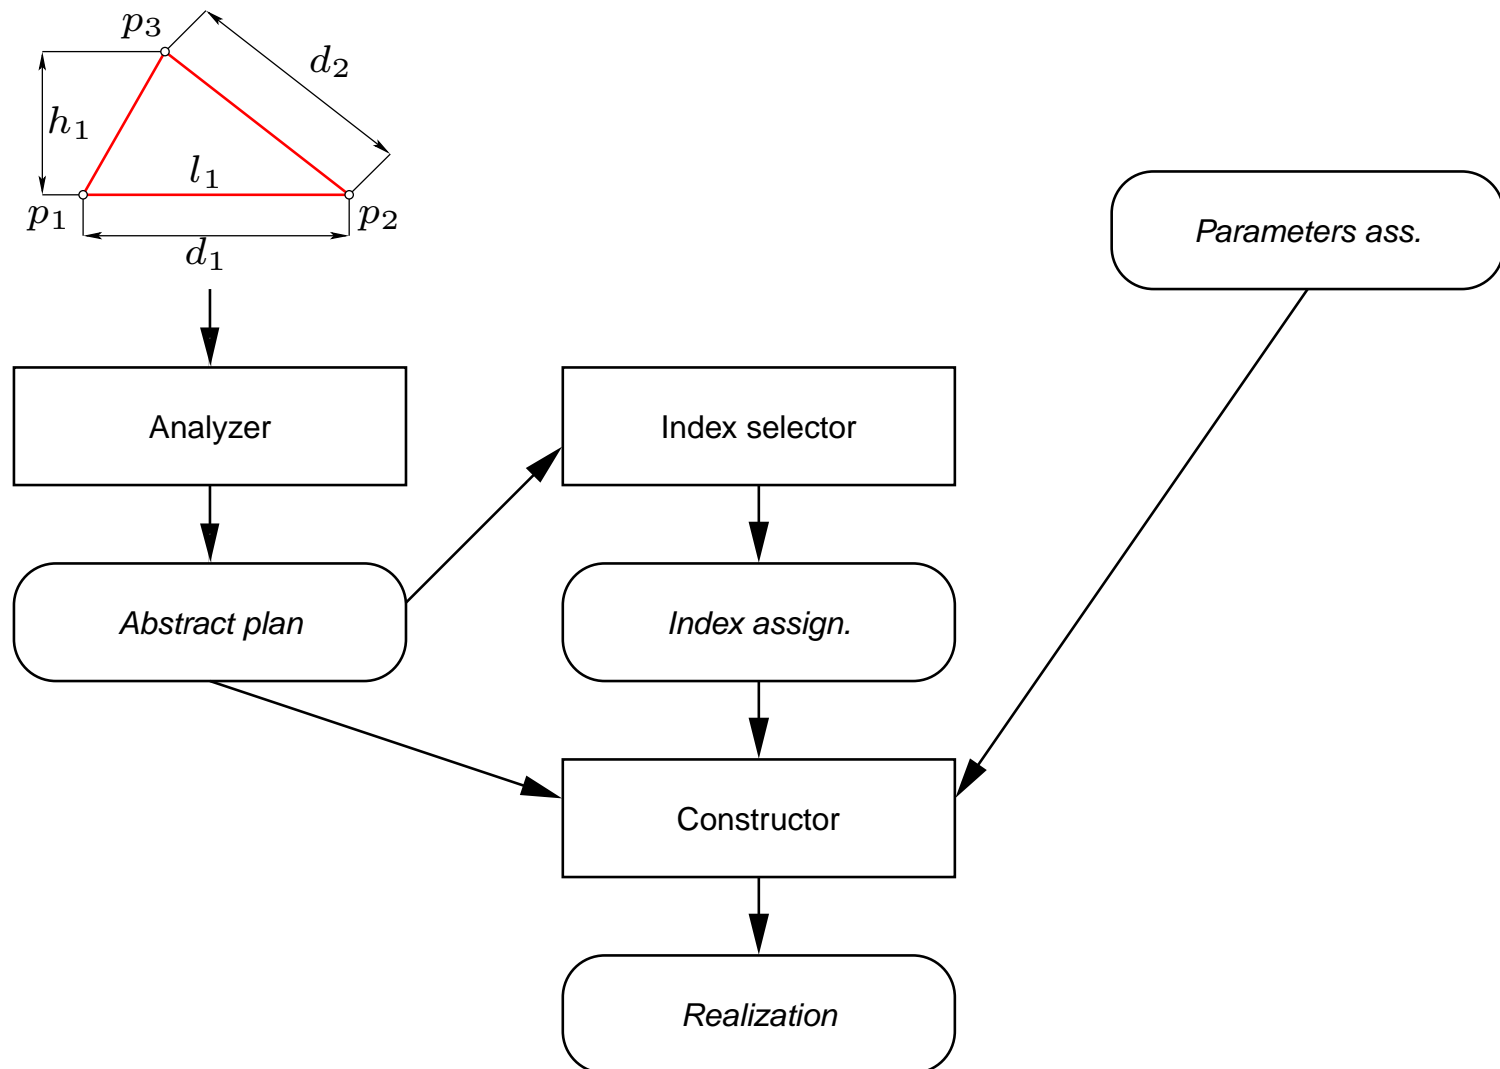 p₃
d₂
h₁
l₁
p₁
p₂
d₁
Parameters ass.
Analyzer
Index selector
Abstract plan
Index assign.
Constructor
Realization